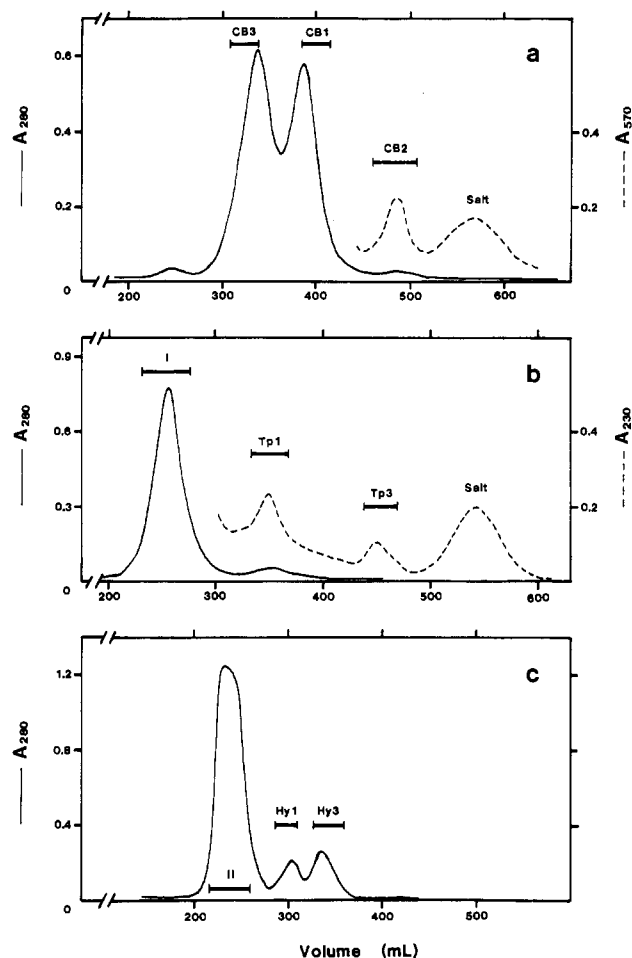 CB3 CB1
0.6 a
A280 0.4 0.4 A570
CB2
0.2 Salt 0.2
0
200 300 400 500 600
0.9 I b
A280 0.6 0.4 A230
Tp1
0.3 Tp3 Salt 0.2
0
200 300 400 500 600
1.2 c
A280 0.8
0.4 Hy1 Hy3
II
0
200 300 400 500
Volume (mL)